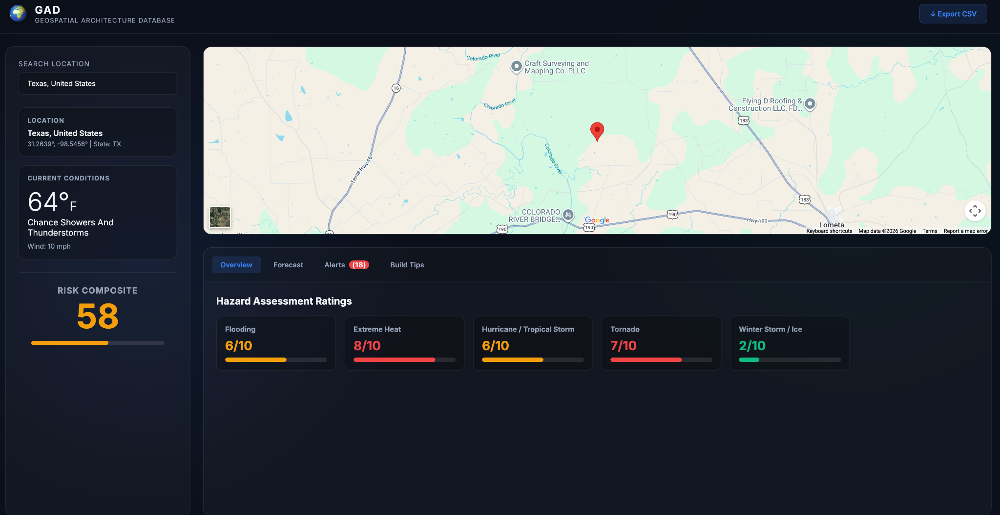 GAD
GEOSPATIAL ARCHITECTURE DATABASE
↓ Export CSV
SEARCH LOCATION
Texas, United States
LOCATION
Texas, United States
31.2639°, -98.5456° | State: TX
CURRENT CONDITIONS
64°F
Chance Showers And
Thunderstorms
Wind: 10 mph
RISK COMPOSITE
58
Colorado River
Craft Surveying and
Mapping Co. PLLC
16
Colorado River
Flying D Roofing &
Construction LLC, FD...
183
Colorado River
Texas Hwy 16
183
COLORADO
RIVER BRIDGE...
190
Google
190
190
Hwy 190
Lometa
Keyboard shortcuts
Map data ©2026 Google
Terms
Report a map error
Overview
Forecast
Alerts (18)
Build Tips
Hazard Assessment Ratings
Flooding
6/10
Extreme Heat
8/10
Hurricane / Tropical Storm
6/10
Tornado
7/10
Winter Storm / Ice
2/10